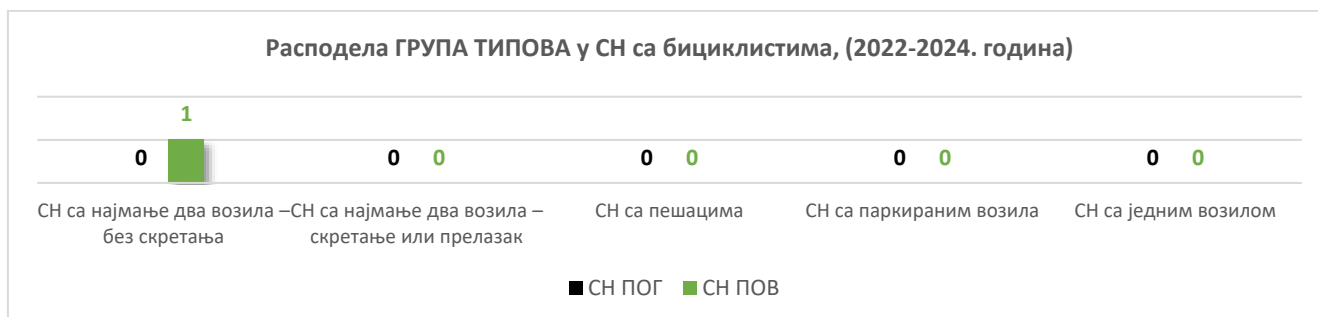 Расподела ГРУПА ТИПОВА у СН са бициклистима, (2022-2024. година)
1
0
0 0
0 0
0 0
0 0
СН са најмање два возила –
без скретања
СН са најмање два возила –
скретање или прелазак
СН са пешацима
СН са паркираним возила
СН са једним возилом
СН ПОГ
СН ПОВ